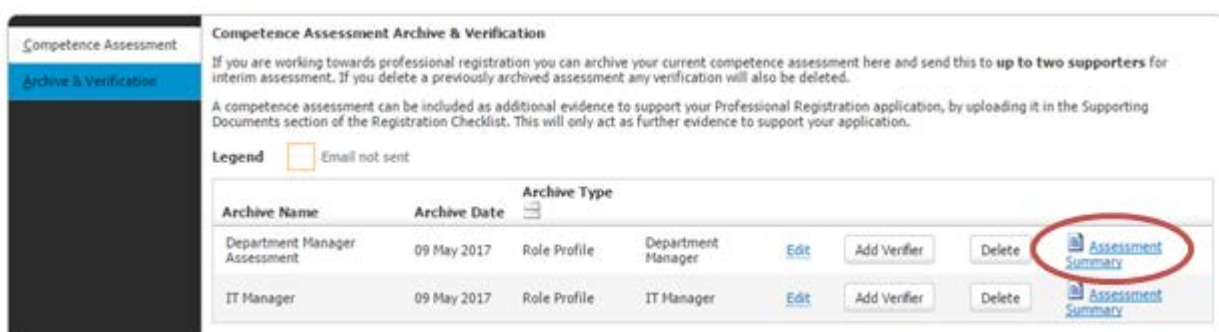 Competence Assessment
Archive & Verification
Competence Assessment Archive & Verification
If you are working towards professional registration you can archive your current competence assessment here and send this to up to two supporters for
interim assessment. If you delete a previously archived assessment any verification will also be deleted.
A competence assessment can be included as additional evidence to support your Professional Registration application, by uploading it in the Supporting
Documents section of the Registration Checklist. This will only act as further evidence to support your application.
Legend Email not sent
Archive Name Archive Date Archive Type
Department Manager
Assessment
09 May 2017 Role Profile
Department
Manager
Edit Add Verifier Delete
Assessment
Summary
IT Manager 09 May 2017 Role Profile IT Manager Edit Add Verifier Delete
Assessment
Summary